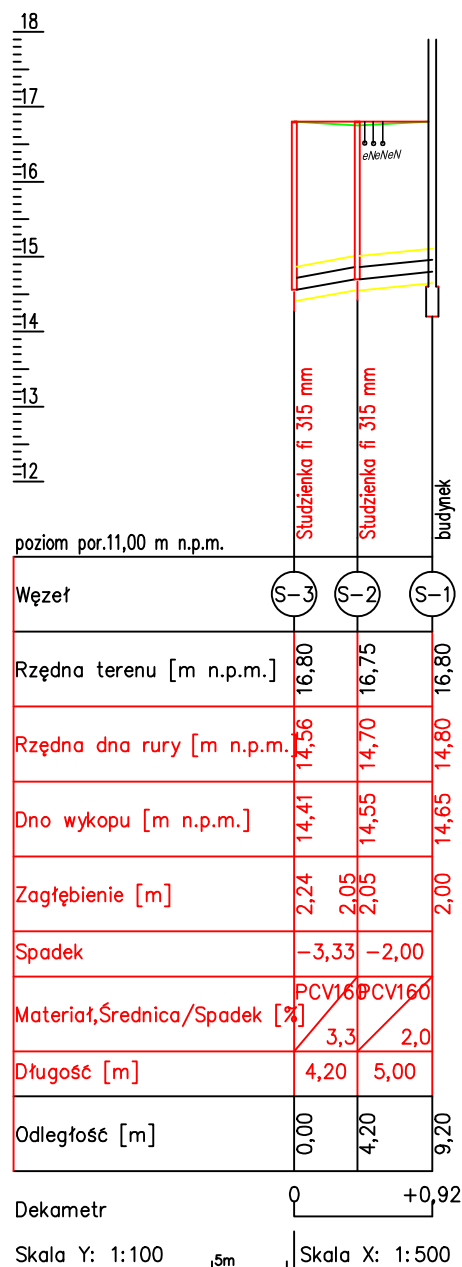 18
17
16
15
14
13
12
eNeNeN
Studzienka fi 315 mm
Studzienka fi 315 mm
budynek
poziom por.11,00 m n.p.m.
Węzeł S-3 S-2 S-1
Rzędna terenu [m n.p.m.] 16,80 16,75 16,80
Rzędna dna rury [m n.p.m.] 14,56 14,70 14,80
Dno wykopu [m n.p.m.] 14,41 14,55 14,65
Zagłębienie [m] 2,24 2,05 2,05 2,00
Spadek -3,33 -2,00
Materiał,Średnica/Spadek [%] PCV160 3,3 PCV160 2,0
Długość [m] 4,20 5,00
Odległość [m] 0,00 4,20 9,20
Dekametr 0 +0,92
Skala Y: 1:100 5m Skala X: 1:500